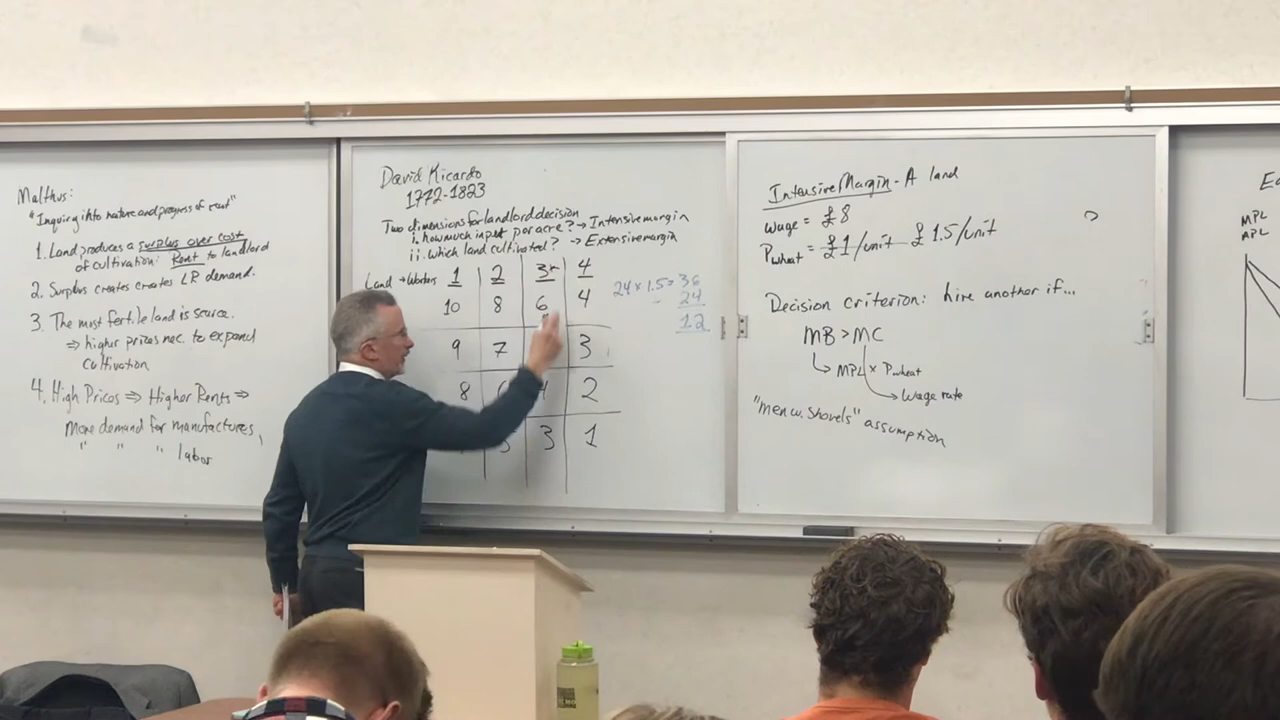 Malthus:
"Inquiry into nature and progress of rent"
1. Land produces a surplus over cost
of cultivation: Rent to landlord
2. Surplus creates creates LR demand.
3. The most fertile land is scarce.
⇒ higher prizes nec. to expand
cultivation
4. High Prices ⇒ Higher Rents ⇒
More demand for manufactures,
" " " labor
David Ricardo
1772-1823
Two dimensions for landlord decision
i. how much input per acre? → Intensive margin
ii. which land cultivated? → Extensive margin
Land → Workers 1 2 3 4
10 8 6 4
9 7 3
8 2
3 1
24 x 1.5 = 36
- 24
12
Intensive Margin - A land
Wage = £8
Pwheat = £1/unit £1.5/unit
Decision criterion: hire another if...
MB > MC
MPL x Pwheat
Wage rate
"Men w. Shovels" assumption
MPL
APL